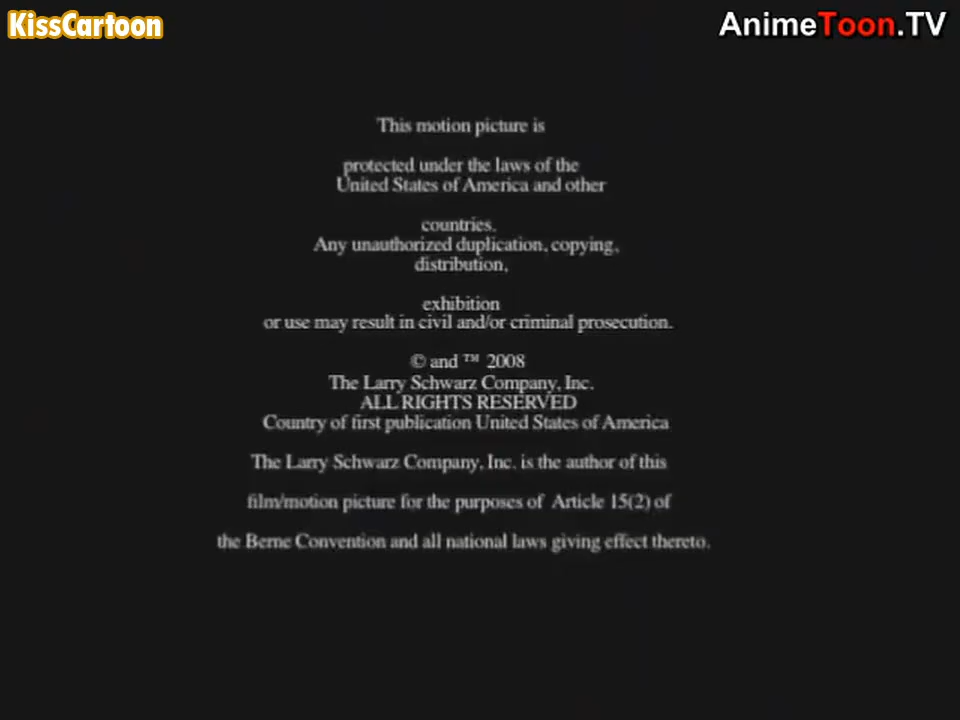 KissCartoon
AnimeToon.TV
This motion picture is
protected under the laws of the
United States of America and other
countries.
Any unauthorized duplication, copying,
distribution,
exhibition
or use may result in civil and/or criminal prosecution.
© and ™ 2008
The Larry Schwarz Company, Inc.
ALL RIGHTS RESERVED
Country of first publication United States of America
The Larry Schwarz Company, Inc. is the author of this
film/motion picture for the purposes of Article 15(2) of
the Berne Convention and all national laws giving effect thereto.